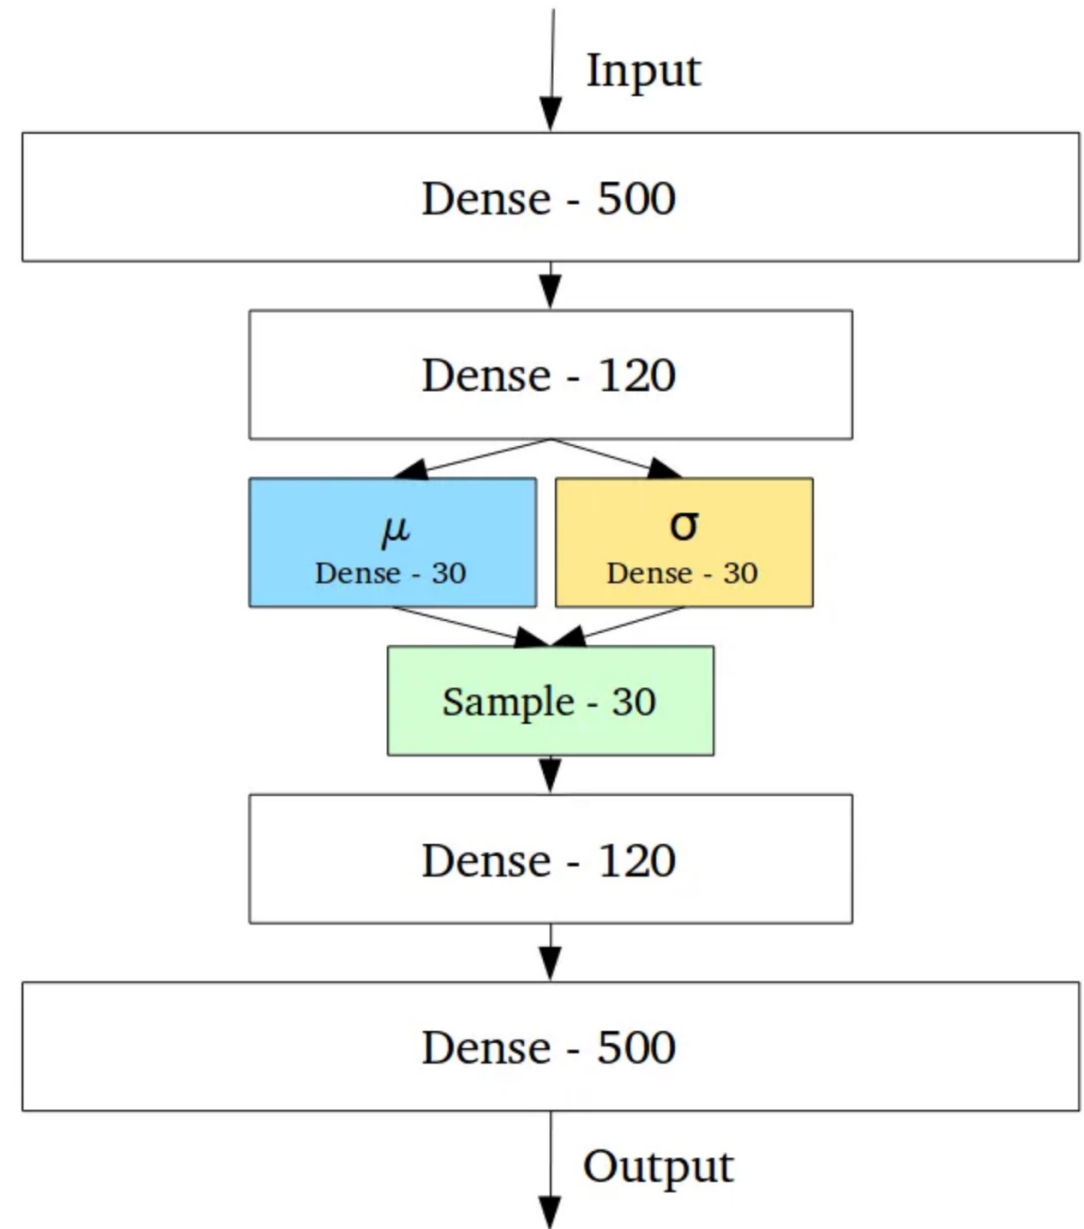 Input
Dense - 500
Dense - 120
μ
Dense - 30
σ
Dense - 30
Sample - 30
Dense - 120
Dense - 500
Output